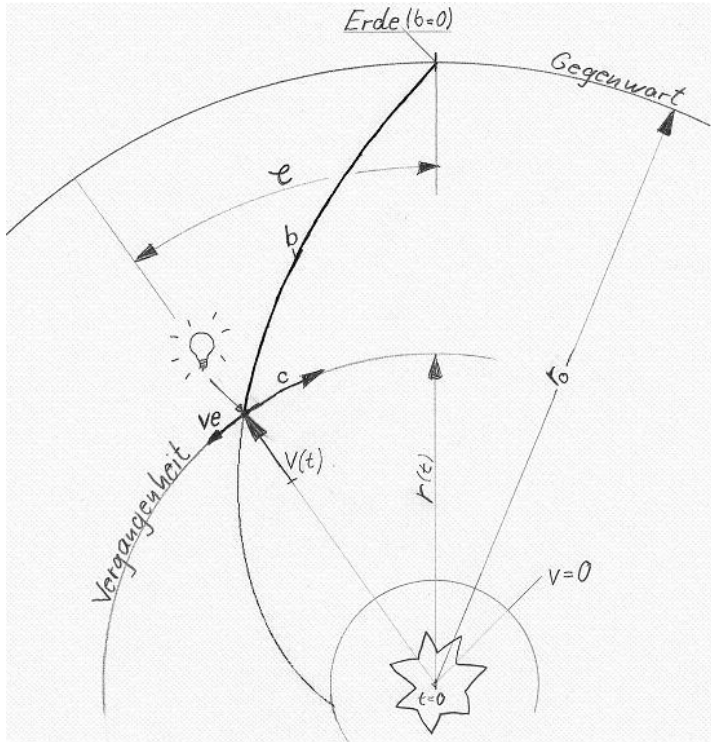 Erde (b=0)
Gegenwart
φ
b
r₀
c
ve
V(t)
r(t)
Vergangenheit
v=0
t=0